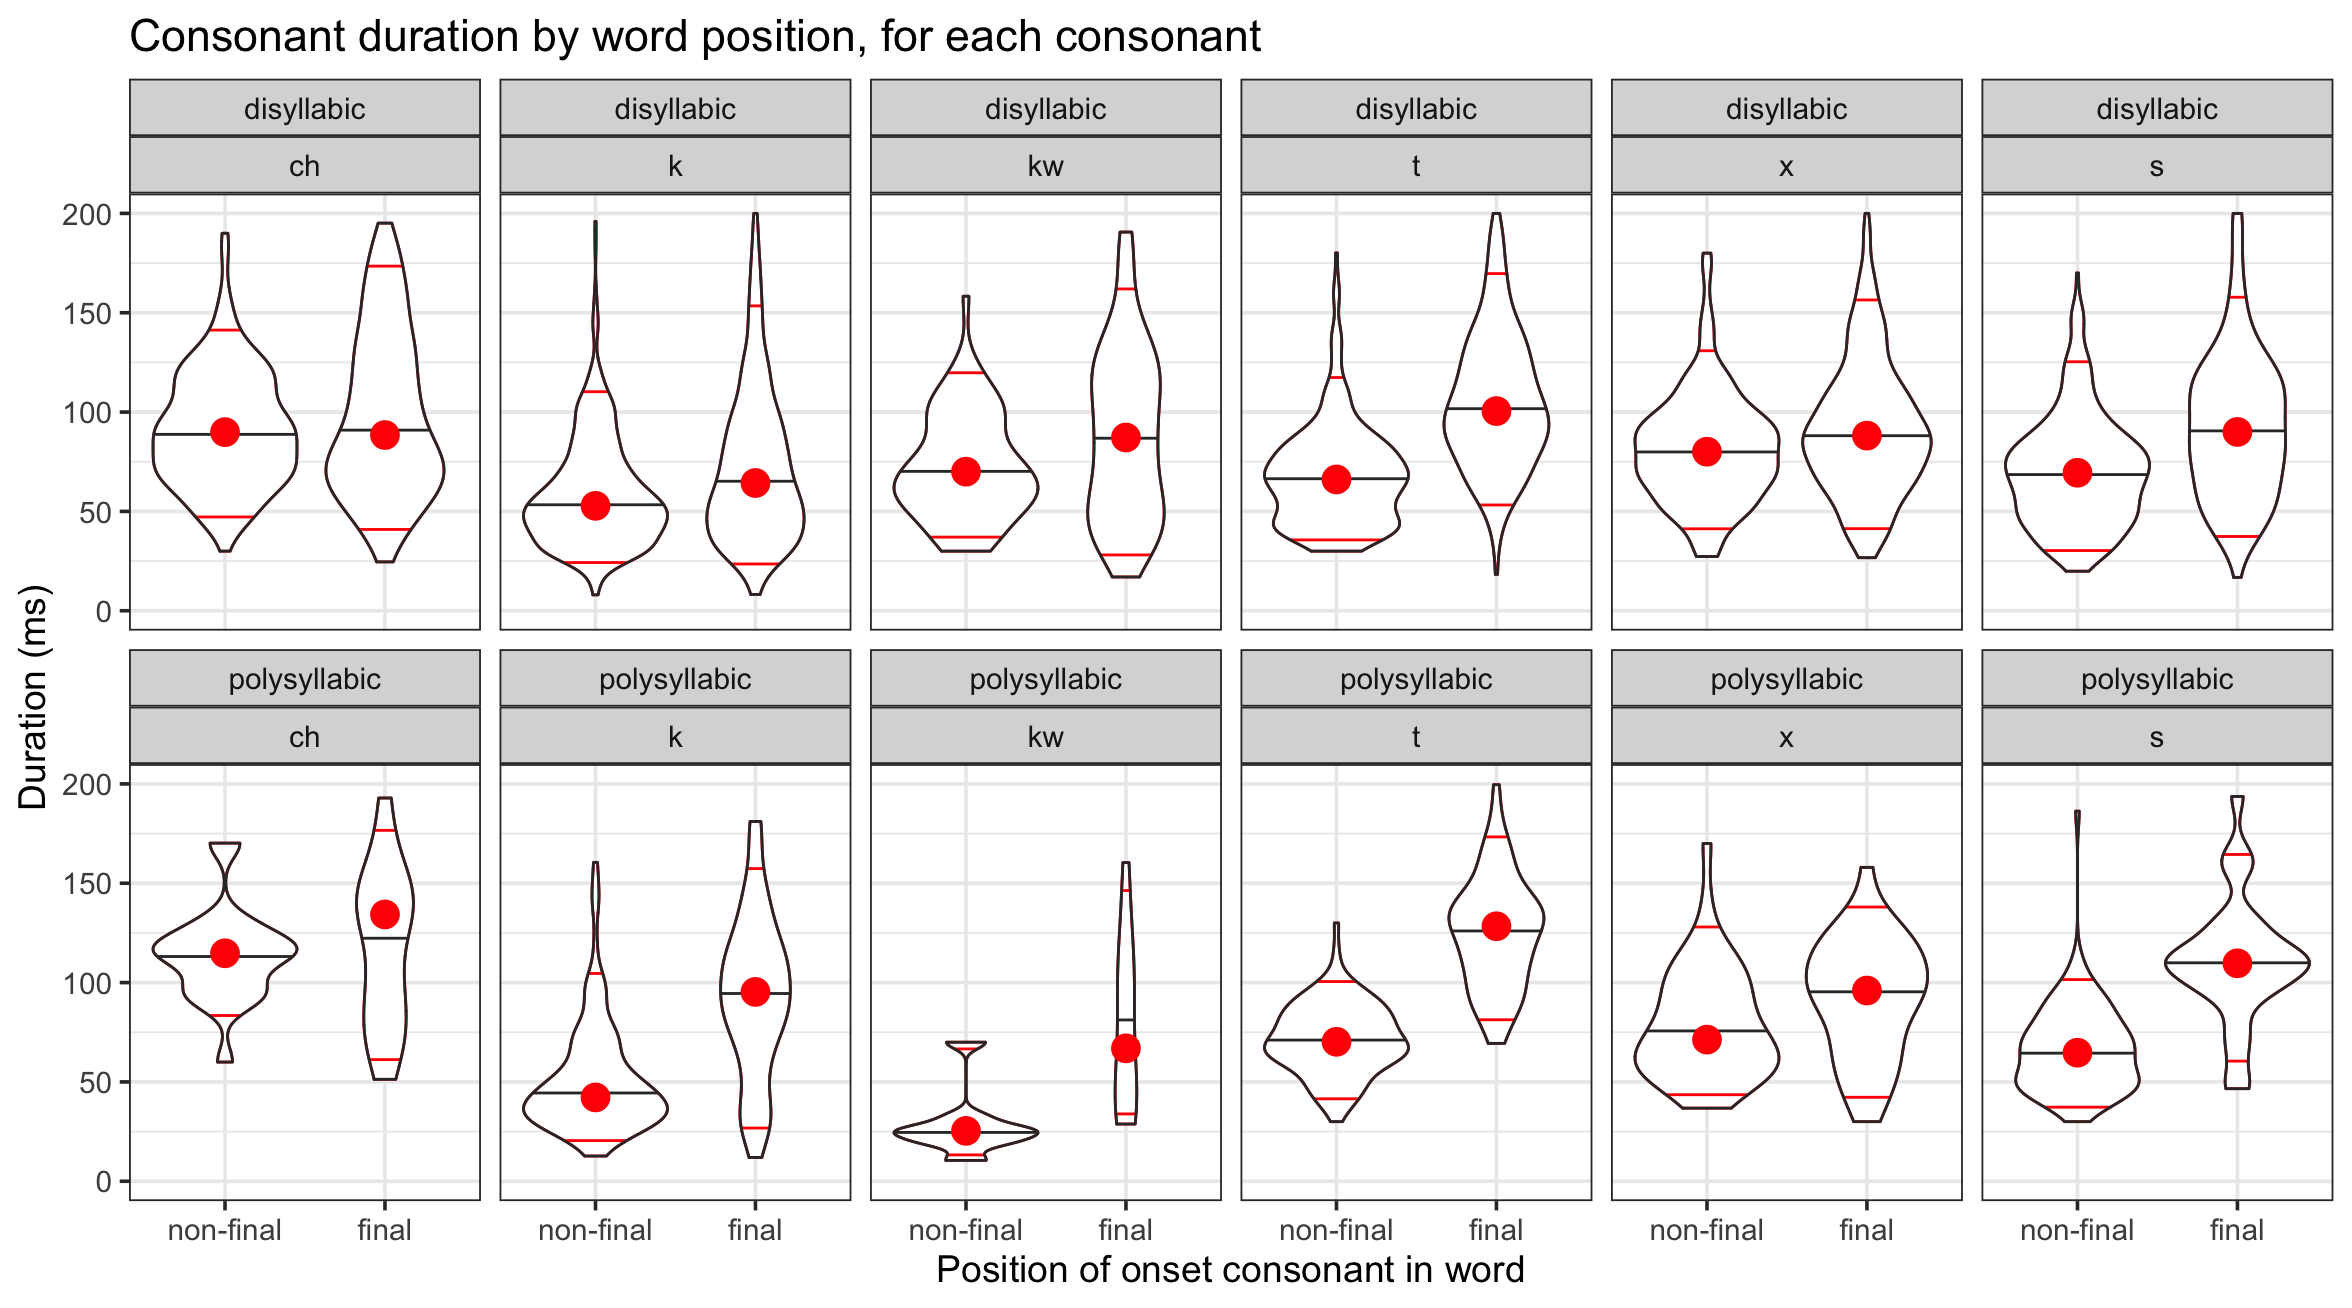 Consonant duration by word position, for each consonant
disyllabic disyllabic disyllabic disyllabic disyllabic disyllabic
ch k kw t x s
200
150
100
50
0
Duration (ms)
polysyllabic polysyllabic polysyllabic polysyllabic polysyllabic polysyllabic
ch k kw t x s
200
150
100
50
0
non-final final non-final final non-final final non-final final non-final final non-final final
Position of onset consonant in word